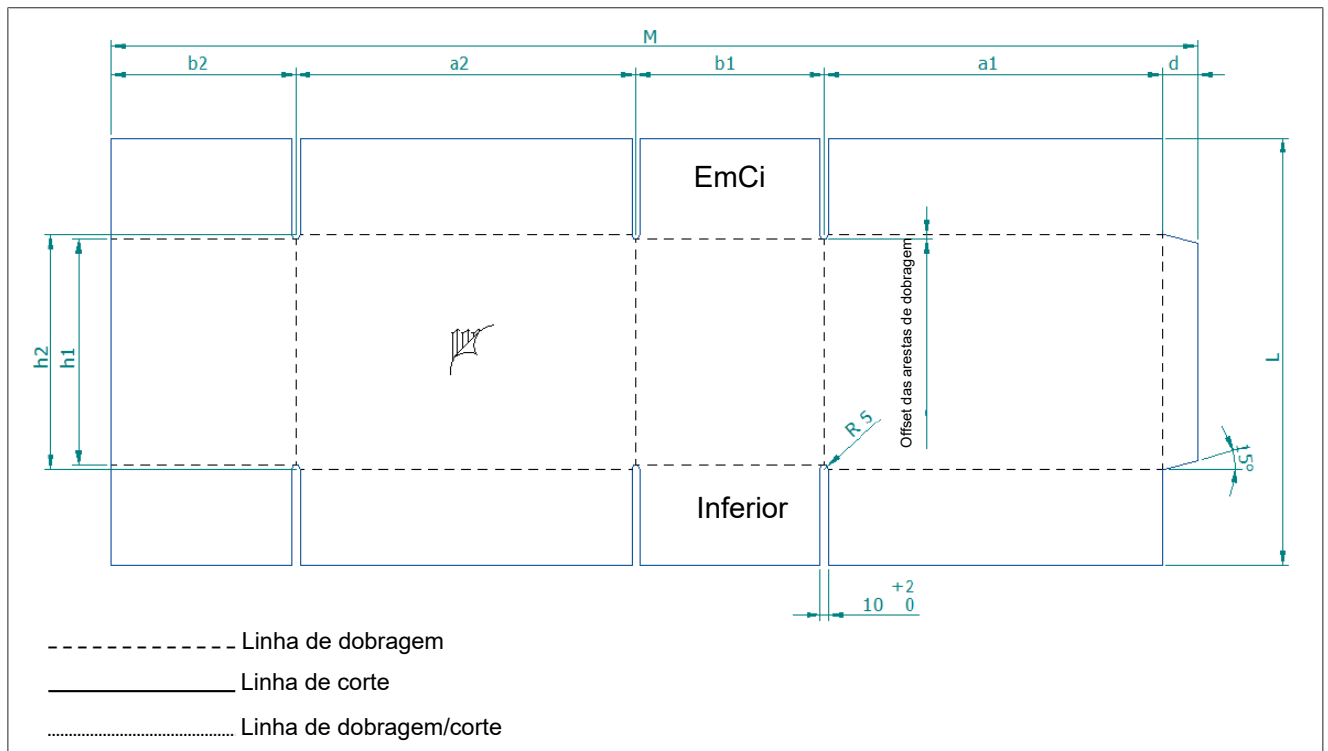 M
b2 a2 b1 a1 d
EmCi
h2
h1
Offset das arestas de dobragem
L
R 5
15°
Inferior
10 +2 0
Linha de dobragem
Linha de corte
Linha de dobragem/corte